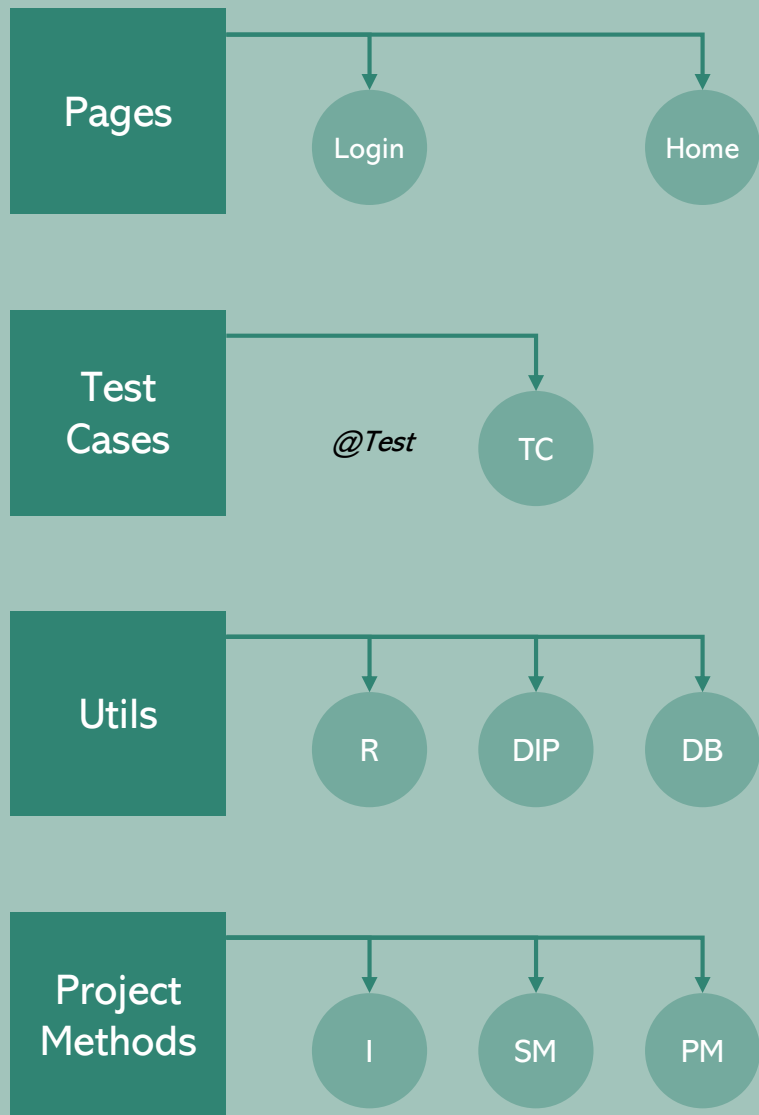 Pages
Login
Home
Test
Cases
@Test
TC
Utils
R
DIP
DB
Project
Methods
I
SM
PM